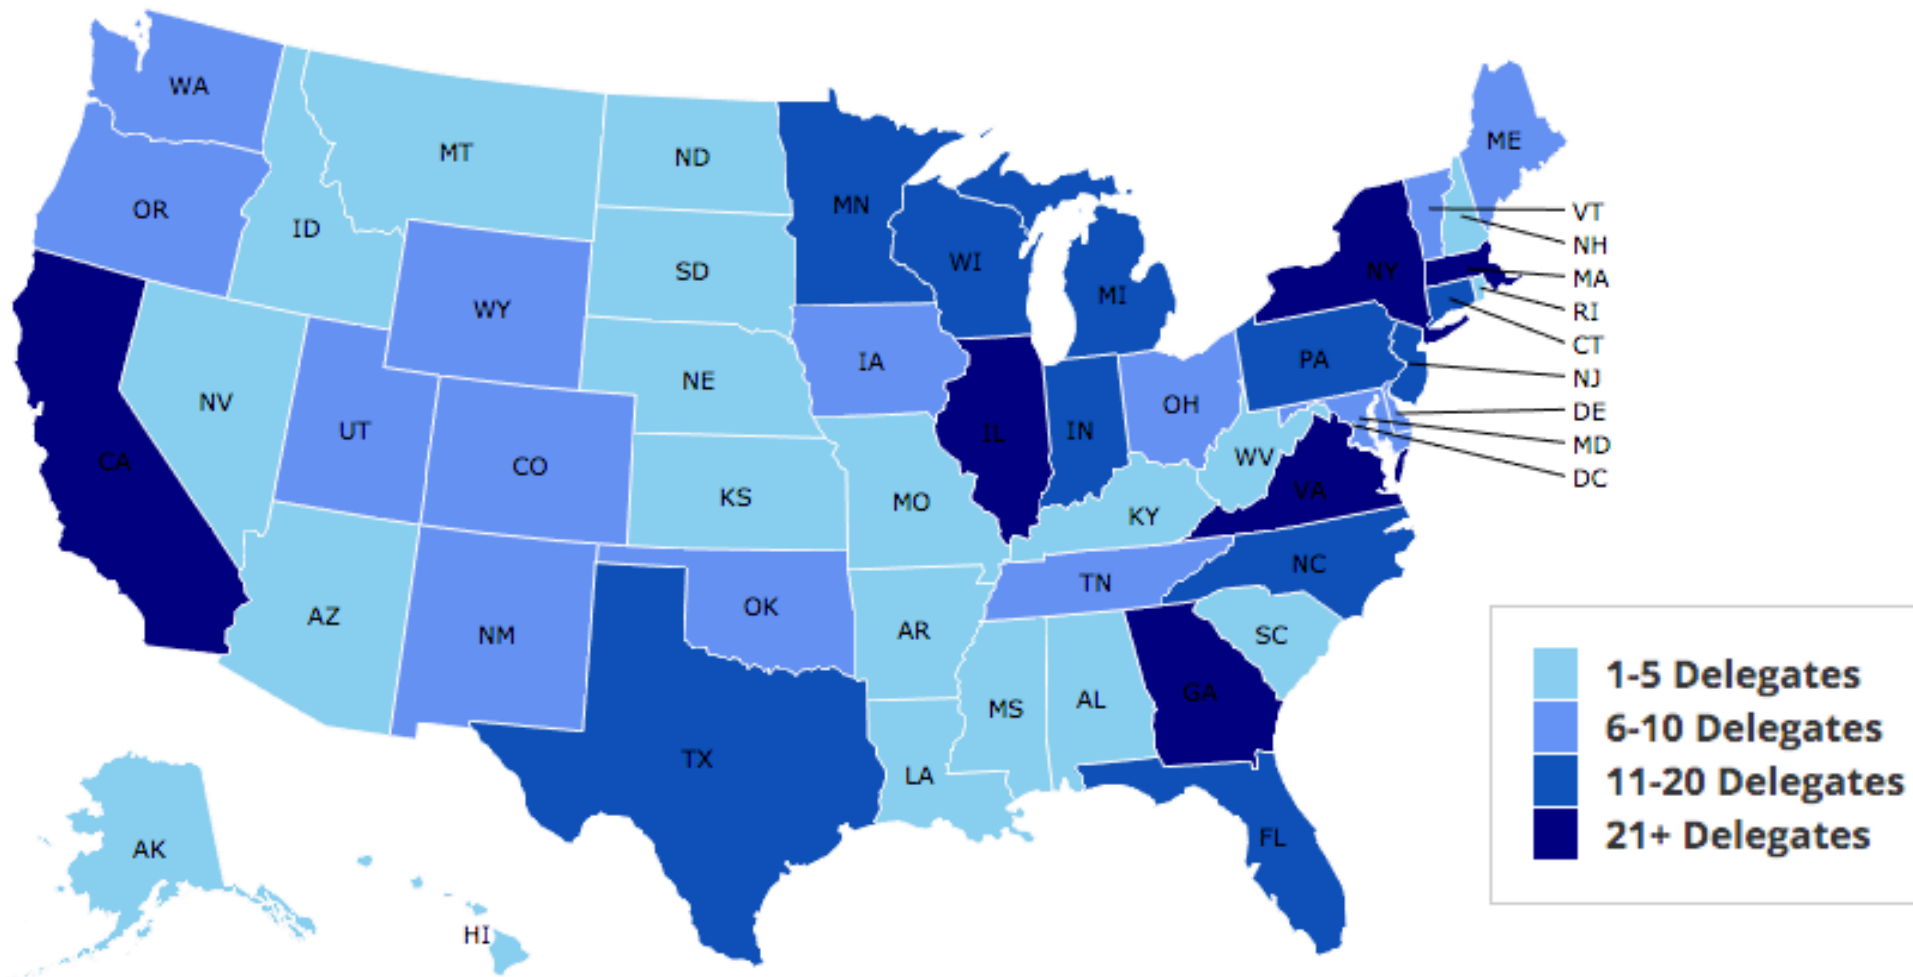 WA
MT
ND
ME
OR
ID
MN
VT
NH
SD
WI
NY
MA
MI
RI
WY
CT
IA
PA
NJ
NE
NV
OH
DE
UT
IN
IL
MD
CA
CO
WV
DC
KS
MO
VA
KY
NC
TN
AZ
OK
NM
AR
SC
1-5 Delegates
MS
AL
GA
6-10 Delegates
TX
LA
11-20 Delegates
FL
21+ Delegates
AK
HI